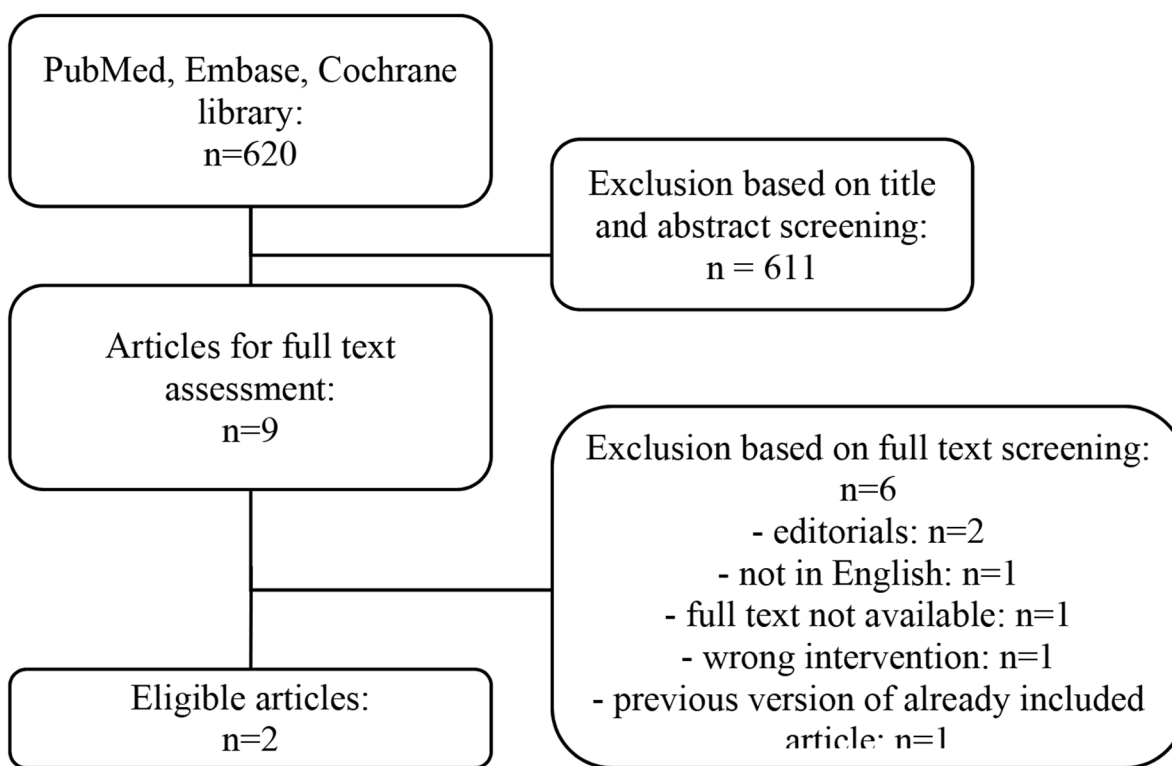 PubMed, Embase, Cochrane
library:
n=620
Exclusion based on title
and abstract screening:
n = 611
Articles for full text
assessment:
n=9
Exclusion based on full text screening:
n=6
- editorials: n=2
- not in English: n=1
- full text not available: n=1
- wrong intervention: n=1
- previous version of already included
article: n=1
Eligible articles:
n=2